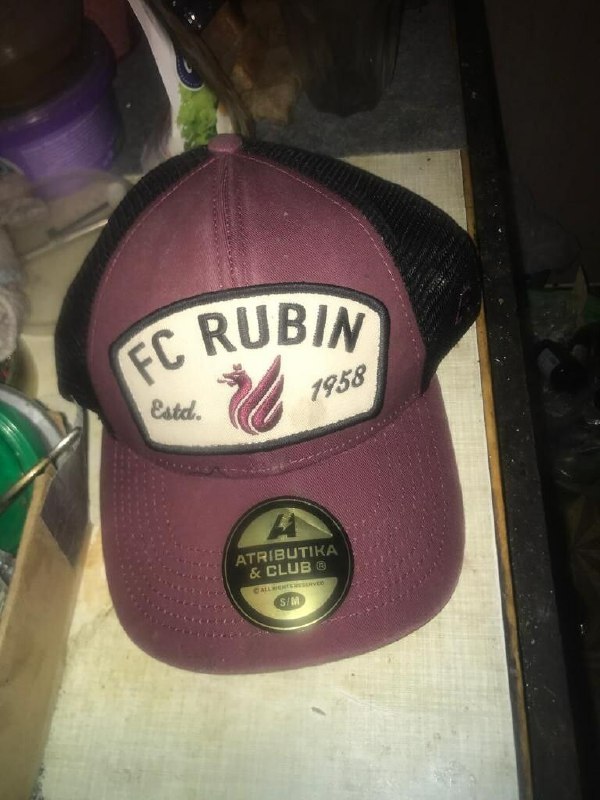 FC RUBIN
Estd. 1958
ATRIBUTIKA
& CLUB ®
© ALL RIGHTS RESERVED
S/M